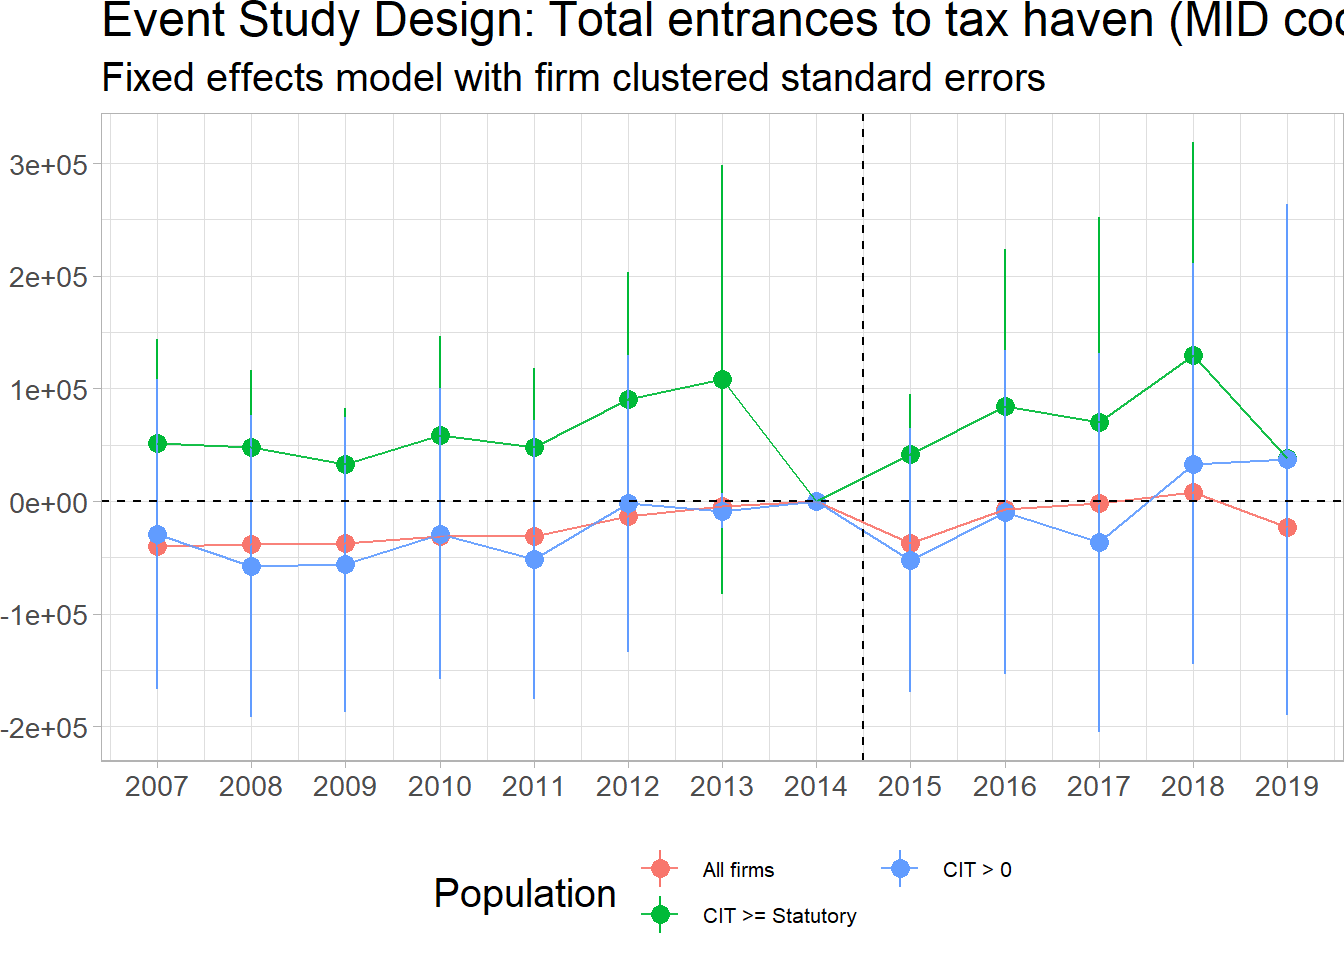 Event Study Design: Total entrances to tax haven (MID
Fixed effects model with firm clustered standard errors
3e+05
2e+05
1e+05
0e+00
-1e+05
-2e+05
2007 2008 2009 2010 2011 2012 2013 2014 2015 2016 2017 2018 2019
Population
All firms
CIT > 0
CIT >= Statutory